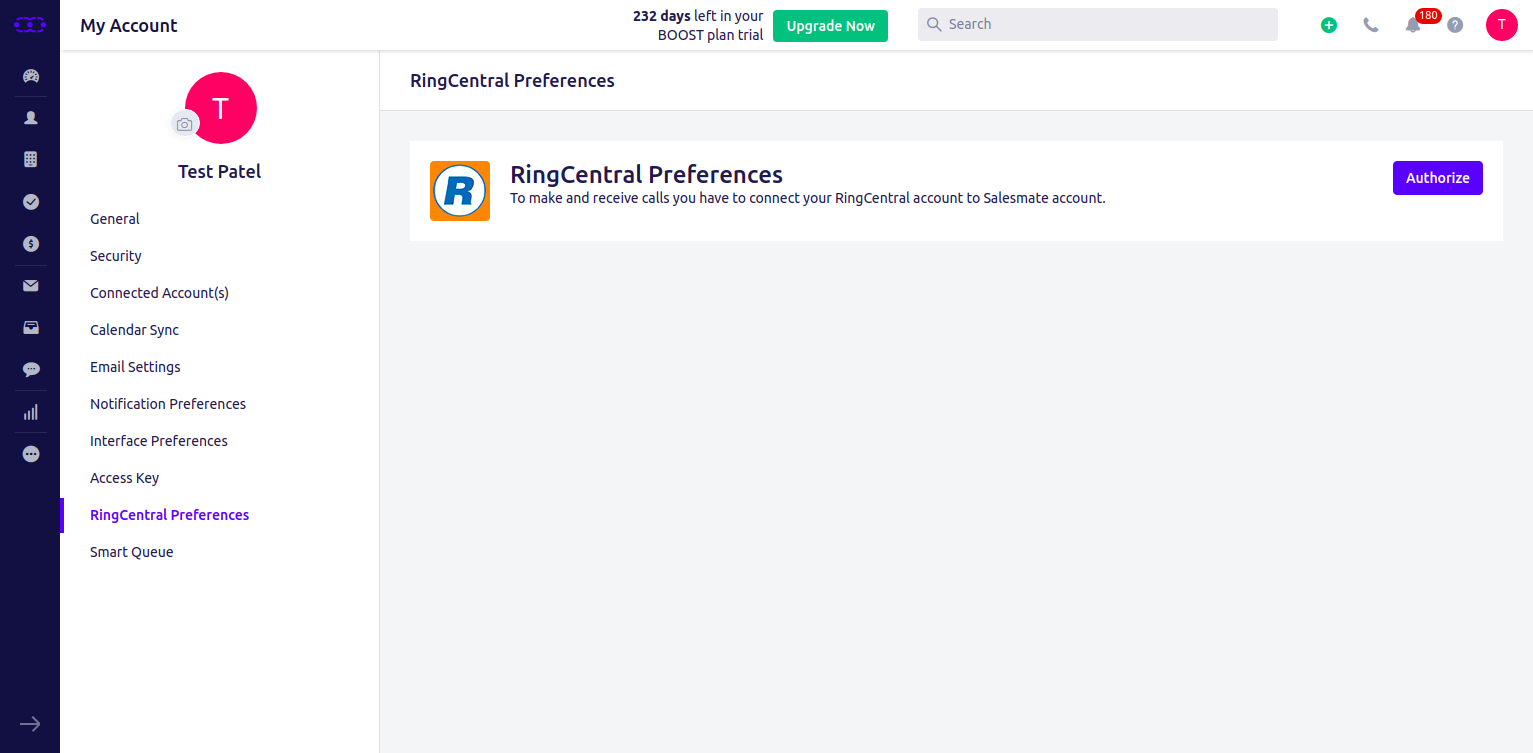 My Account
232 days left in your
BOOST plan trial
Upgrade Now
Search
180
?
T
T
Test Patel
General
Security
Connected Account(s)
Calendar Sync
Email Settings
Notification Preferences
Interface Preferences
Access Key
RingCentral Preferences
Smart Queue
RingCentral Preferences
R
RingCentral Preferences
To make and receive calls you have to connect your RingCentral account to Salesmate account.
Authorize